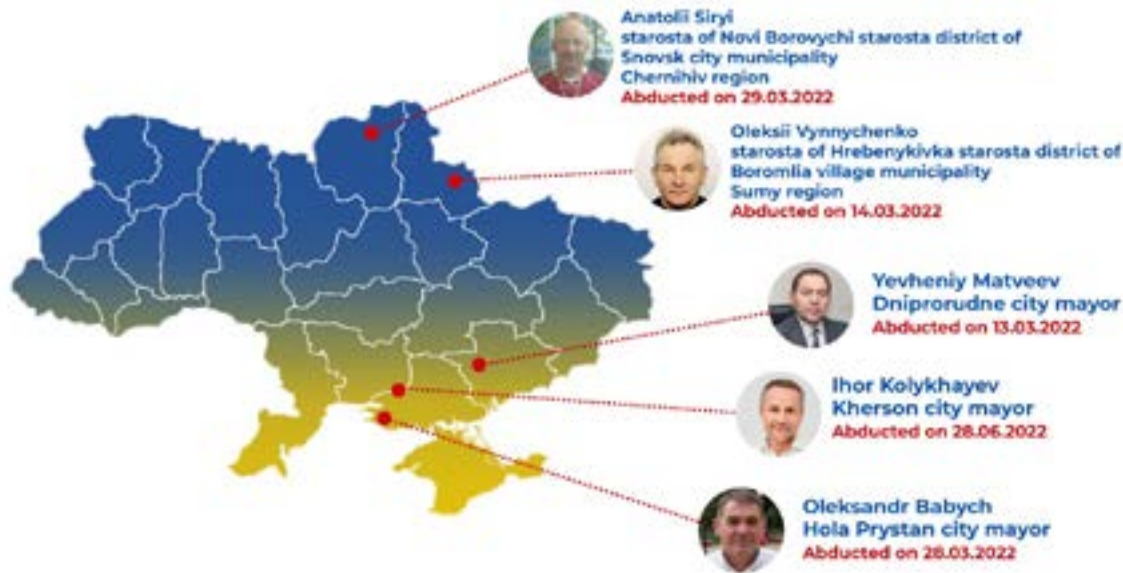 Anatolii Siryi
starosta of Novi Borovychi starosta district of
Snovsk city municipality
Chernihiv region
Abducted on 29.03.2022
Oleksii Vynnychenko
starosta of Hrebenykivka starosta district of
Boromlia village municipality
Sumy region
Abducted on 14.03.2022
Yevheniy Matveev
Dniprorudne city mayor
Abducted on 13.03.2022
Ihor Kolykhayev
Kherson city mayor
Abducted on 28.06.2022
Oleksandr Babych
Hola Prystan city mayor
Abducted on 28.03.2022